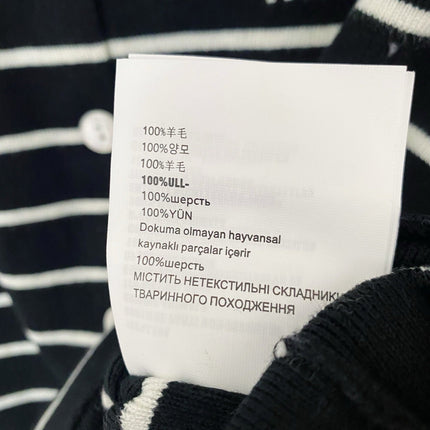 100%羊毛
100%양모
100%羊毛
100%ULL-
100%шерсть
100%YÜN
Dokuma olmayan hayvansal
kaynaklı parçalar içerir
100%шерсть
МІСТИТЬ НЕТЕКСТИЛЬНІ СКЛАДНИКИ
ТВАРИННОГО ПОХОДЖЕННЯ